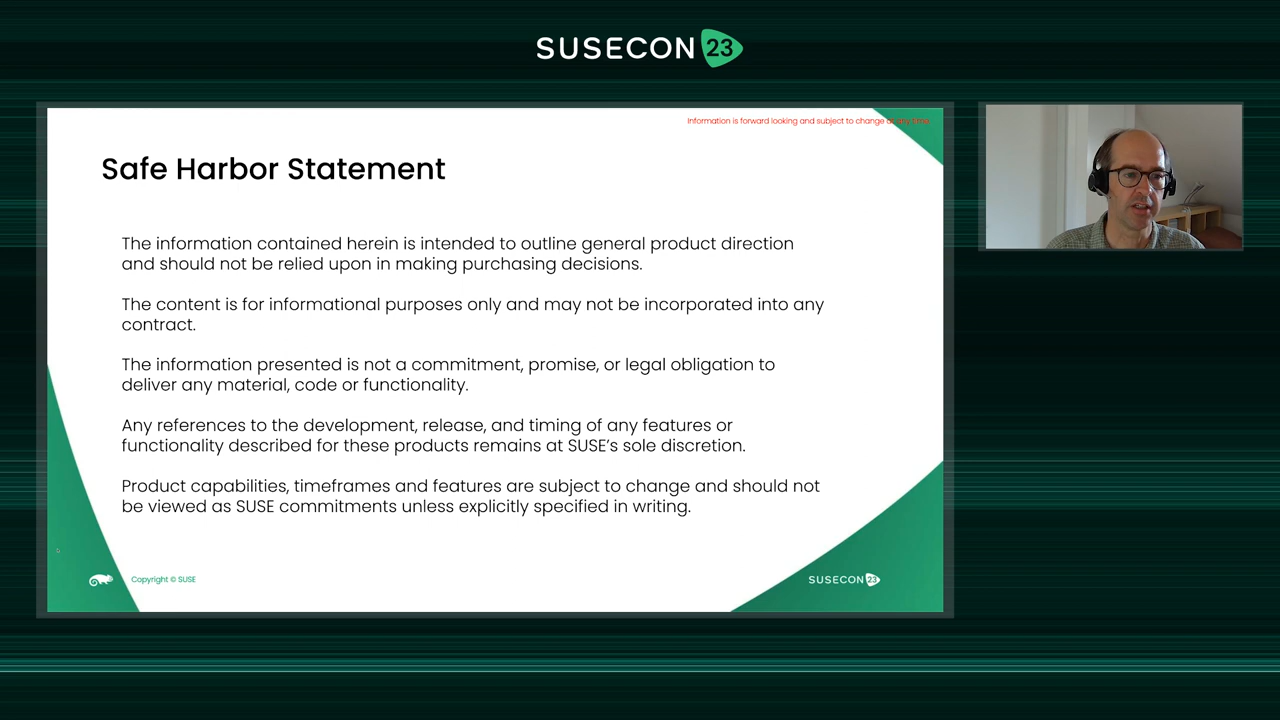 SUSECON 23
Information is forward looking and subject to change at any time
Safe Harbor Statement
The information contained herein is intended to outline general product direction
and should not be relied upon in making purchasing decisions.
The content is for informational purposes only and may not be incorporated into any
contract.
The information presented is not a commitment, promise, or legal obligation to
deliver any material, code or functionality.
Any references to the development, release, and timing of any features or
functionality described for these products remains at SUSE's sole discretion.
Product capabilities, timeframes and features are subject to change and should not
be viewed as SUSE commitments unless explicitly specified in writing.
Copyright © SUSE
SUSECON 23